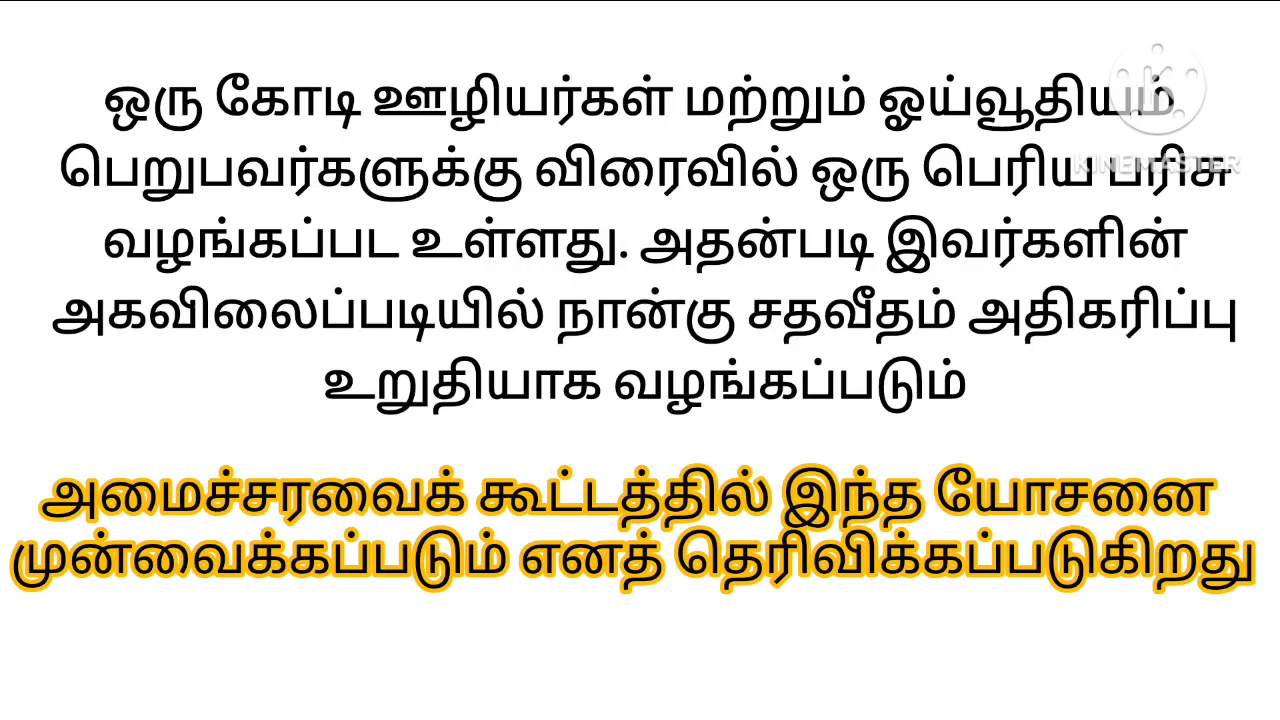 ஒரு கோடி ஊழியர்கள் மற்றும் ஓய்வூதியம்
பெறுபவர்களுக்கு விரைவில் ஒரு பெரிய பரிசு
வழங்கப்பட உள்ளது. அதன்படி இவர்களின்
அகவிலைப்படியில் நான்கு சதவீதம் அதிகரிப்பு
உறுதியாக வழங்கப்படும்
அமைச்சரவைக் கூட்டத்தில் இந்த யோசனை
முன்வைக்கப்படும் எனத் தெரிவிக்கப்படுகிறது
KINEMASTER